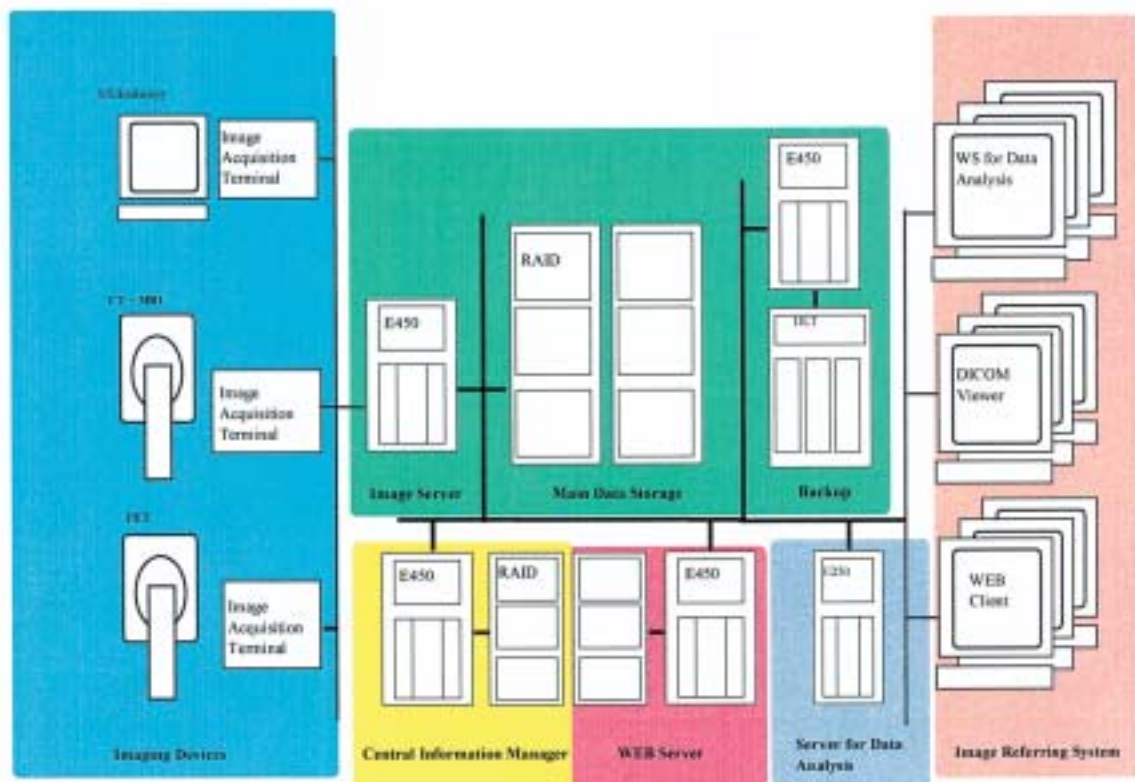 Image
Acquisition
Terminal
CT · MRI
Image
Acquisition
Terminal
PET
Image
Acquisition
Terminal
Imaging Devices
E450
Image Server
RAID
Main Data Storage
E450
DLT
Backup
E450
RAID
Central Information Manager
E450
WEB Server
E250
Server for Data
Analysis
WS for Data
Analysis
DICOM
Viewer
WEB
Client
Image Referring System